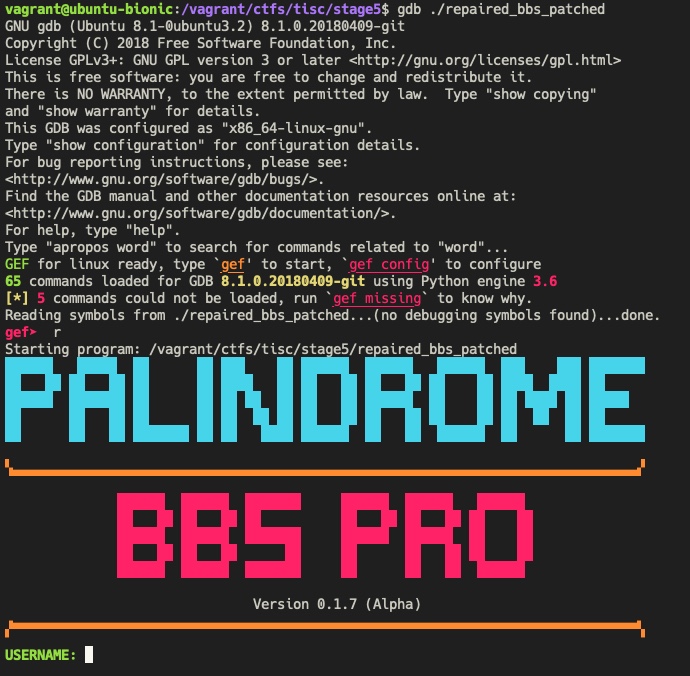 vagrant@ubuntu-bionic:/vagrant/ctfs/tisc/stage5$ gdb ./repaired_bbs_patched
GNU gdb (Ubuntu 8.1-0ubuntu3.2) 8.1.0.20180409-git
Copyright (C) 2018 Free Software Foundation, Inc.
License GPLv3+: GNU GPL version 3 or later <http://gnu.org/licenses/gpl.html>
This is free software: you are free to change and redistribute it.
There is NO WARRANTY, to the extent permitted by law.  Type "show copying"
and "show warranty" for details.
This GDB was configured as "x86_64-linux-gnu".
Type "show configuration" for configuration details.
For bug reporting instructions, please see:
<http://www.gnu.org/software/gdb/bugs/>.
Find the GDB manual and other documentation resources online at:
<http://www.gnu.org/software/gdb/documentation/>.
For help, type "help".
Type "apropos word" to search for commands related to "word"...
GEF for linux ready, type `gef' to start, `gef config' to configure
65 commands loaded for GDB 8.1.0.20180409-git using Python engine 3.6
[*] 5 commands could not be loaded, run `gef missing` to know why.
Reading symbols from ./repaired_bbs_patched...(no debugging symbols found)...done.
gef➤  r
Starting program: /vagrant/ctfs/tisc/stage5/repaired_bbs_patched
PALINDROME
BBS PRO
Version 0.1.7 (Alpha)
USERNAME: